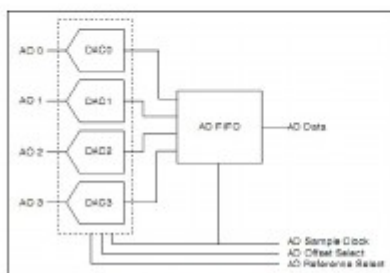 AO 0
DAC0
AO 1
DAC1
AO 2
DAC2
AO 3
DAC3
AO FIFO
AO Data
AO Sample Clock
AO Offset Select
AO Reference Select